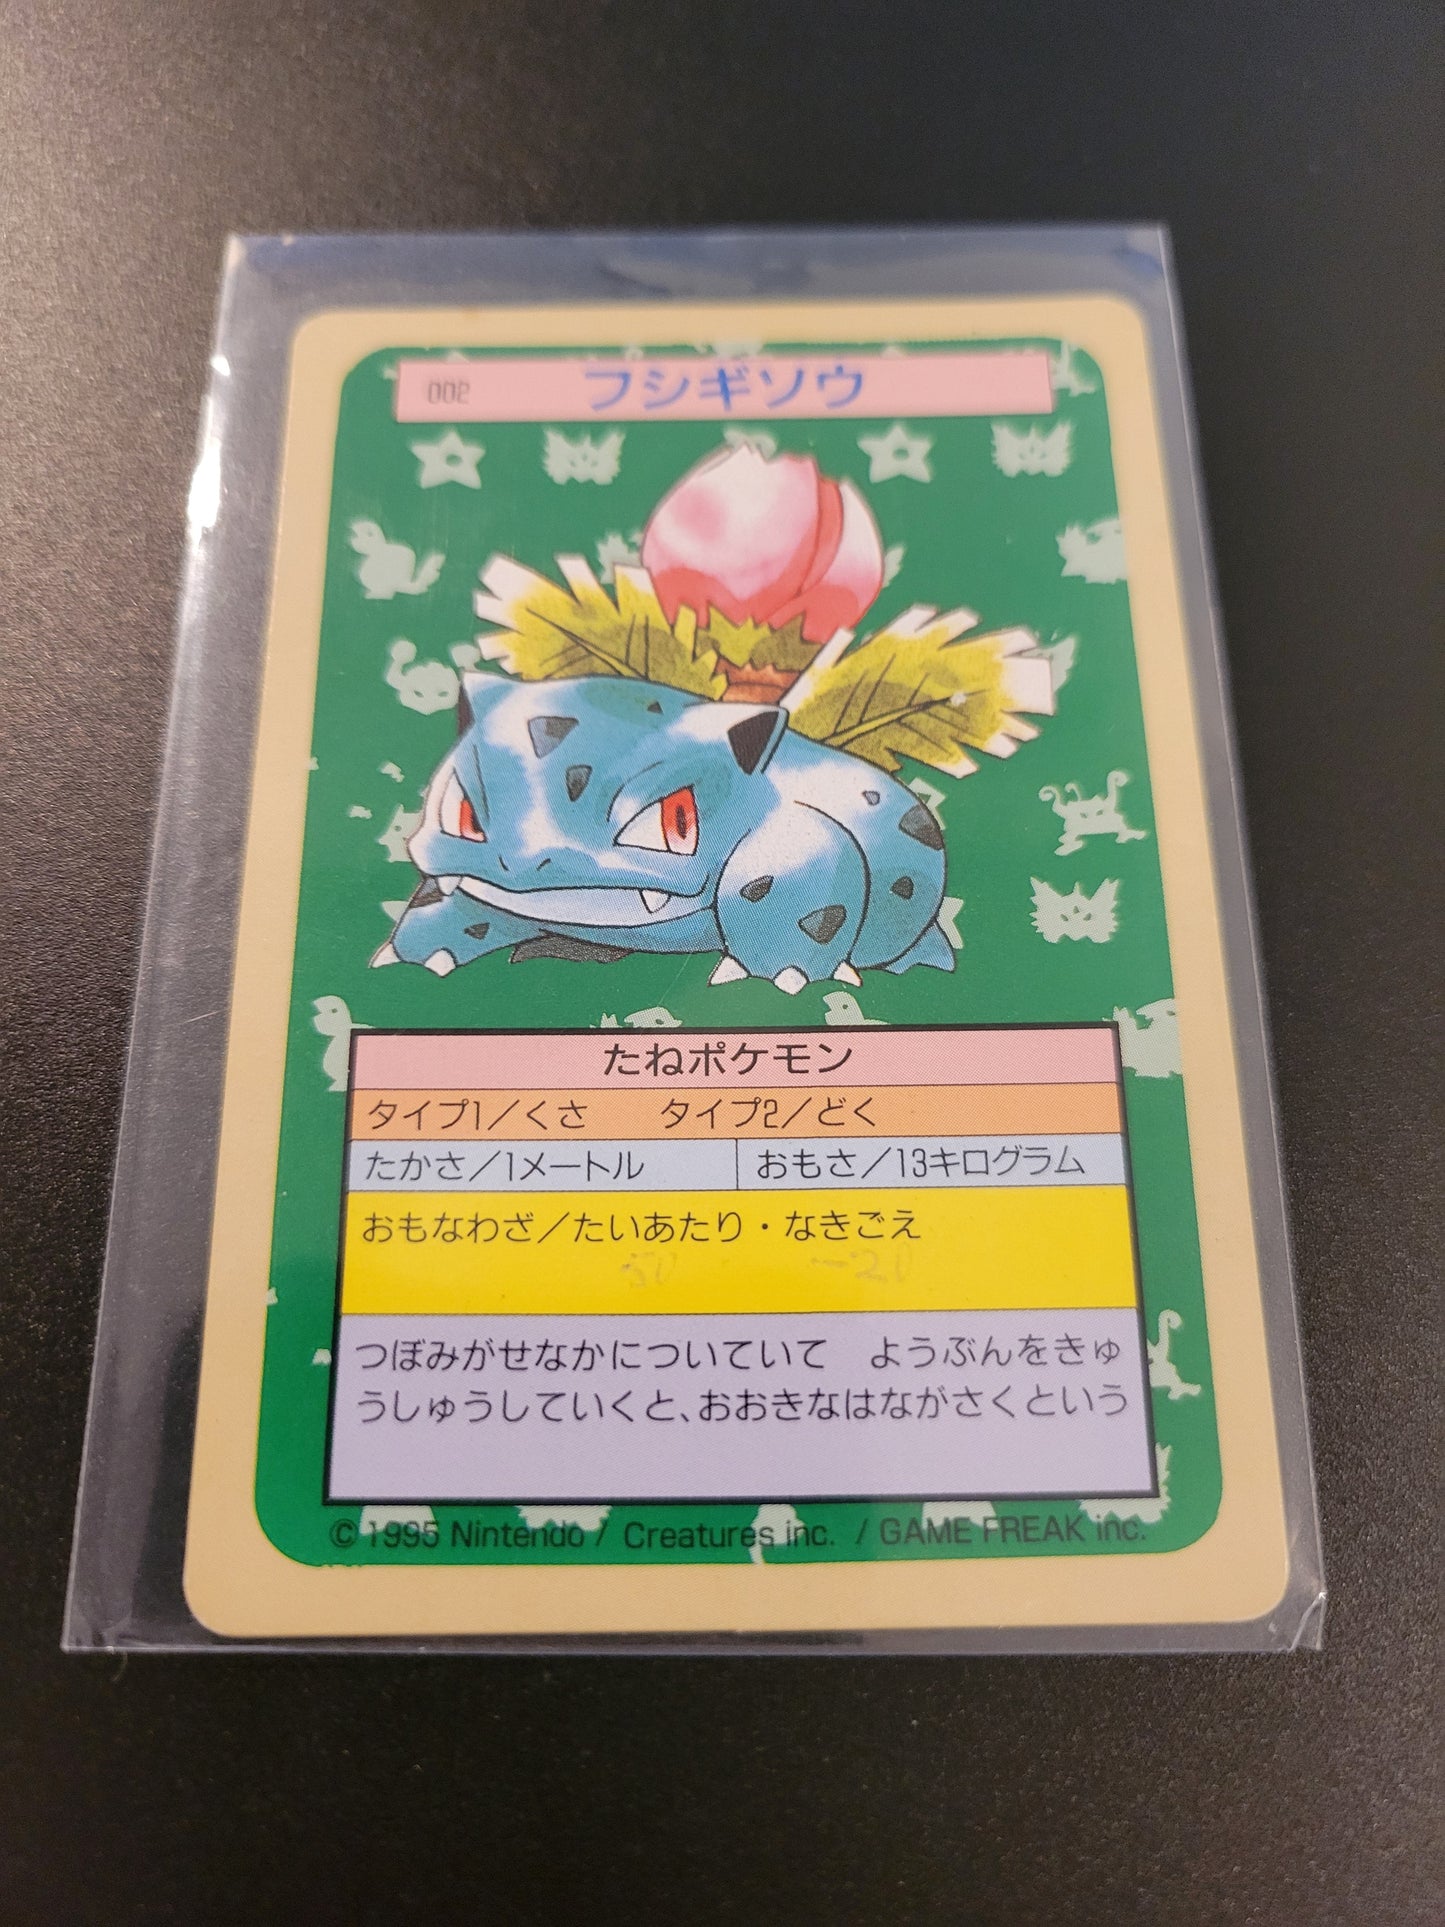 002 フシギソウ
たねポケモン
タイプ1/くさ タイプ2/どく
たかさ/1メートル おもさ/13キログラム
おもなわざ/たいあたり・なきごえ
50 -20
つぼみがせなかについていて ようぶんをきゅ
うしゅうしていくと、おおきなはながさくという
© 1995 Nintendo / Creatures inc. / GAME FREAK inc.